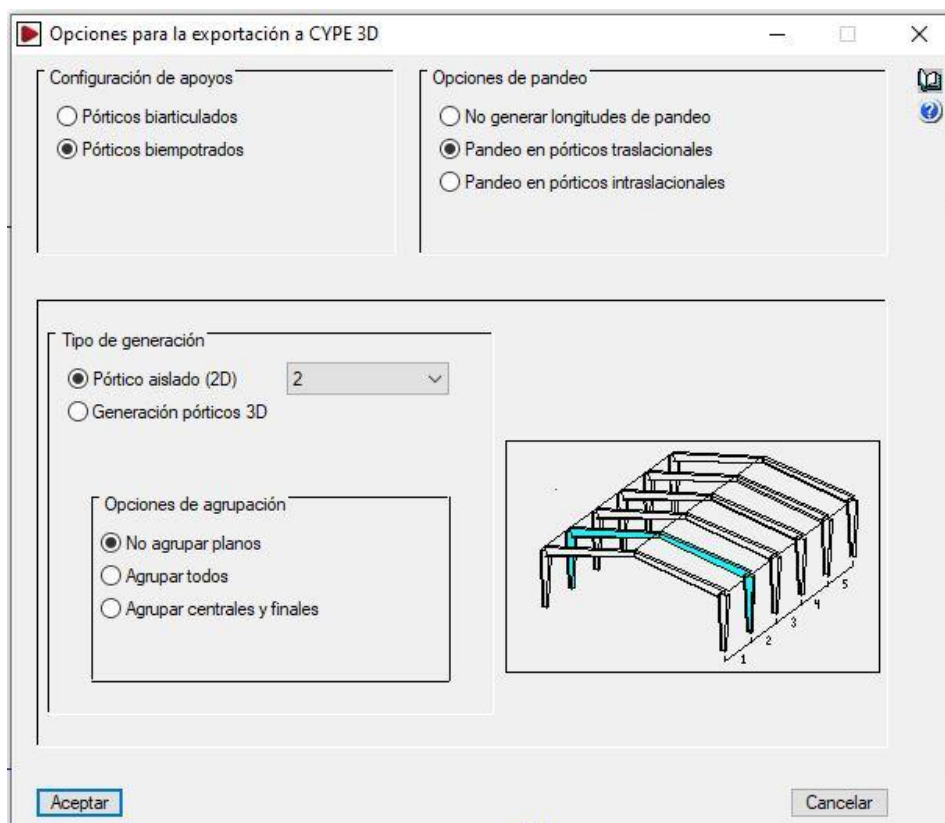 Opciones para la exportación a CYPE 3D
Configuración de apoyos
Pórticos biarticulados
Pórticos biempotrados
Opciones de pandeo
No generar longitudes de pandeo
Pandeo en pórticos traslacionales
Pandeo en pórticos intraslacionales
Tipo de generación
Pórtico aislado (2D)
2
Generación pórticos 3D
Opciones de agrupación
No agrupar planos
Agrupar todos
Agrupar centrales y finales
1
2
3
4
5
Aceptar
Cancelar